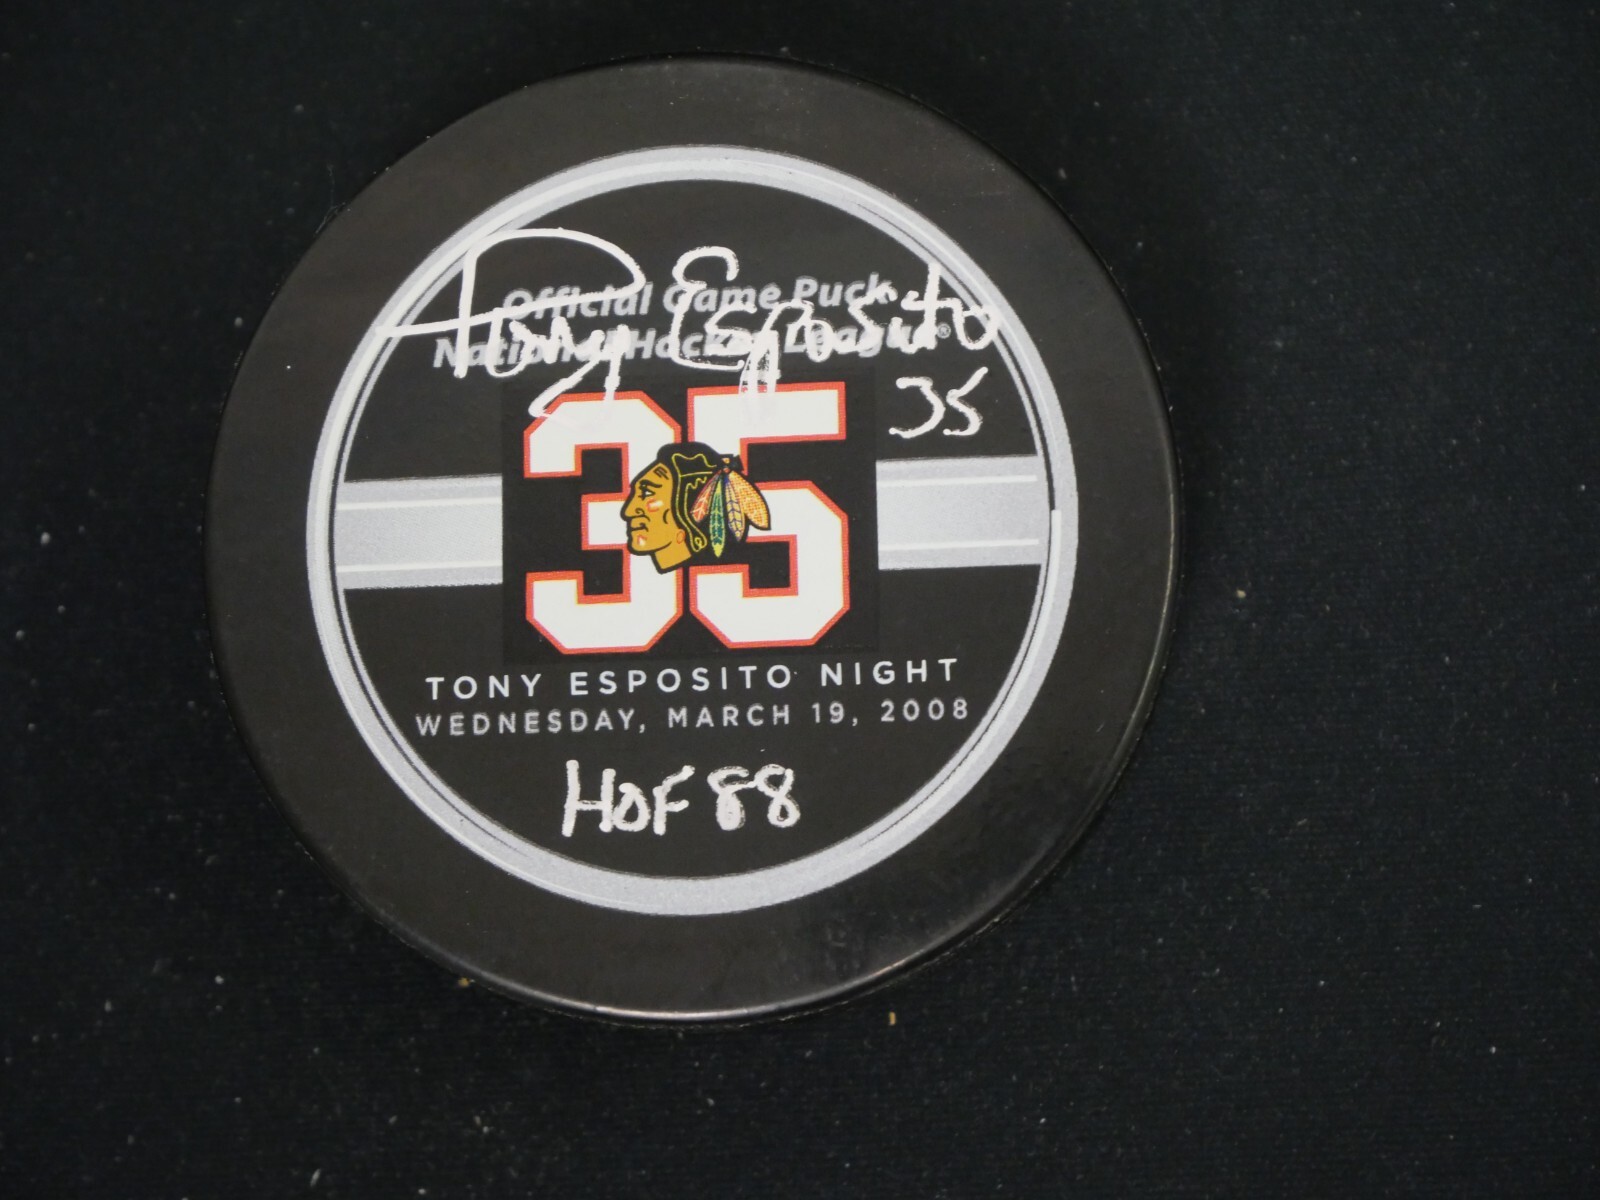 Official Game Puck
National Hockey League®
Tony Esposito
35
35
TONY ESPOSITO NIGHT
WEDNESDAY, MARCH 19, 2008
HOF 88